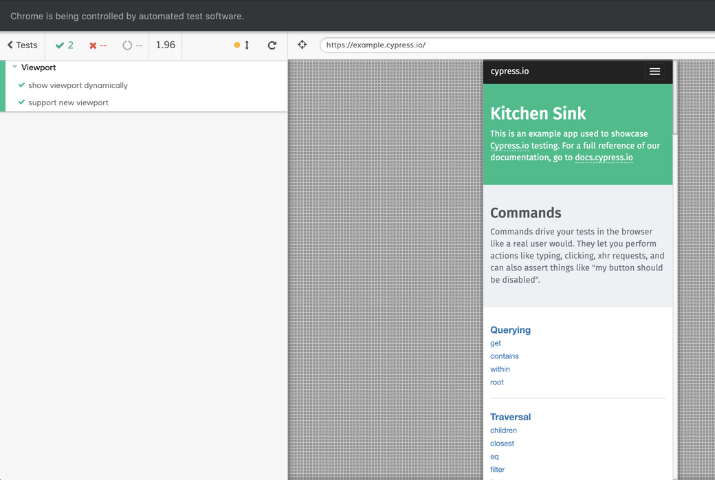 Chrome is being controlled by automated test software.
Tests 2 -- -- 1.96 https://example.cypress.io/
Viewport
show viewport dynamically
support new viewport
cypress.io
Kitchen Sink
This is an example app used to showcase
Cypress.io testing. For a full reference of our
documentation, go to docs.cypress.io
Commands
Commands drive your tests in the browser
like a real user would. They let you perform
actions like typing, clicking, xhr requests, and
can also assert things like "my button should
be disabled".
Querying
get
contains
within
root
Traversal
children
closest
eq
filter